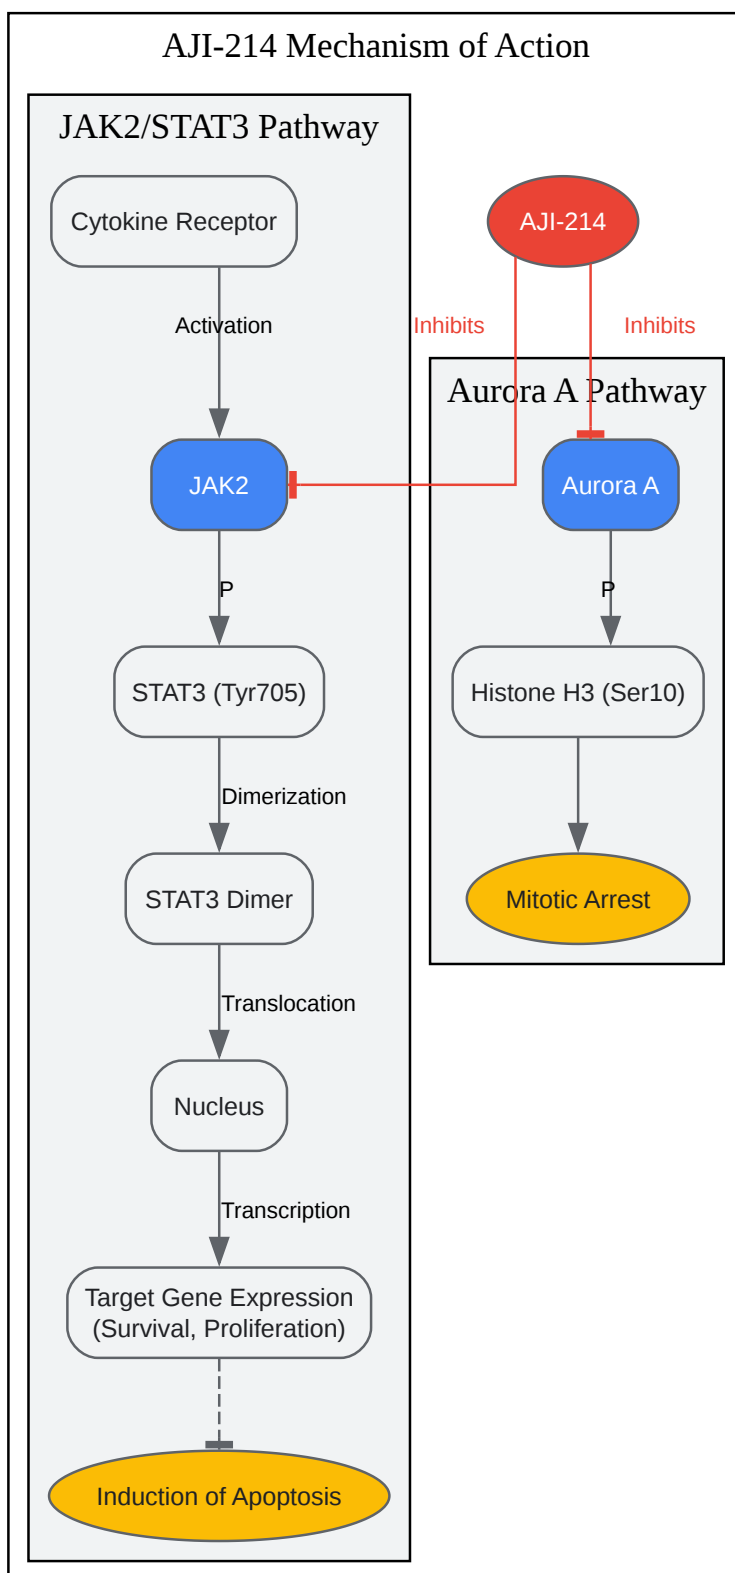 AJI-214 Mechanism of Action
JAK2/STAT3 Pathway
Cytokine Receptor
AJI-214
Activation
Inhibits
Inhibits
Aurora A Pathway
JAK2
Aurora A
P
P
STAT3 (Tyr705)
Histone H3 (Ser10)
Dimerization
STAT3 Dimer
Mitotic Arrest
Translocation
Nucleus
Transcription
Target Gene Expression
(Survival, Proliferation)
Induction of Apoptosis